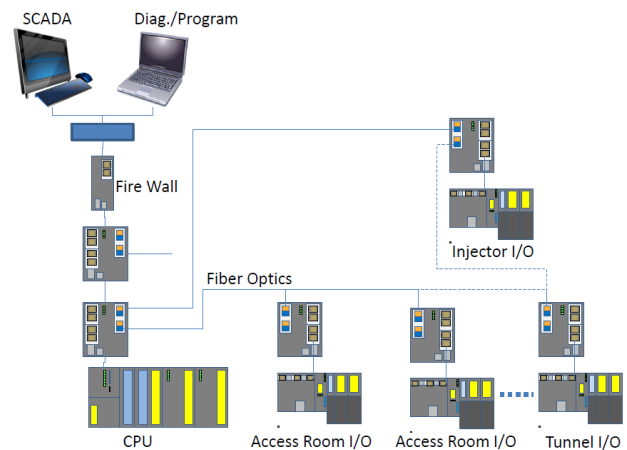 SCADA
Diag./Program
Fire Wall
Injector I/O
Fiber Optics
CPU
Access Room I/O
Access Room I/O
Tunnel I/O